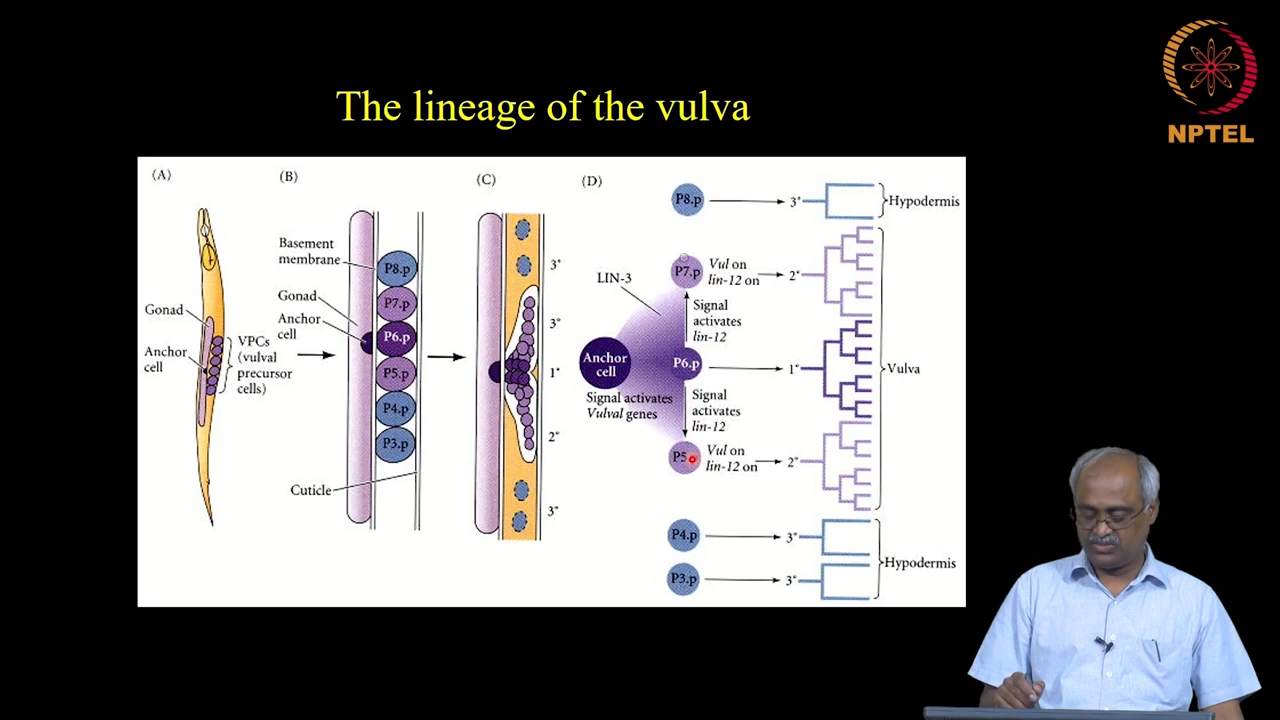 The lineage of the vulva
NPTEL
(A)
Gonad
Anchor
cell
VPCs
(vulval
precursor
cells)
(B)
Basement
membrane
Gonad
Anchor
cell
Cuticle
P8.p
P7.p
P6.p
P5.p
P4.p
P3.p
(C)
3°
3°
1°
2°
3°
(D)
LIN-3
Anchor
cell
Signal activates
Vulval genes
P8.p
3°
Hypodermis
P7.p
Vul on
lin-12 on
2°
Signal
activates
lin-12
P6.p
1°
Vulva
Signal
activates
lin-12
P5
Vul on
lin-12 on
2°
P4.p
3°
Hypodermis
P3.p
3°